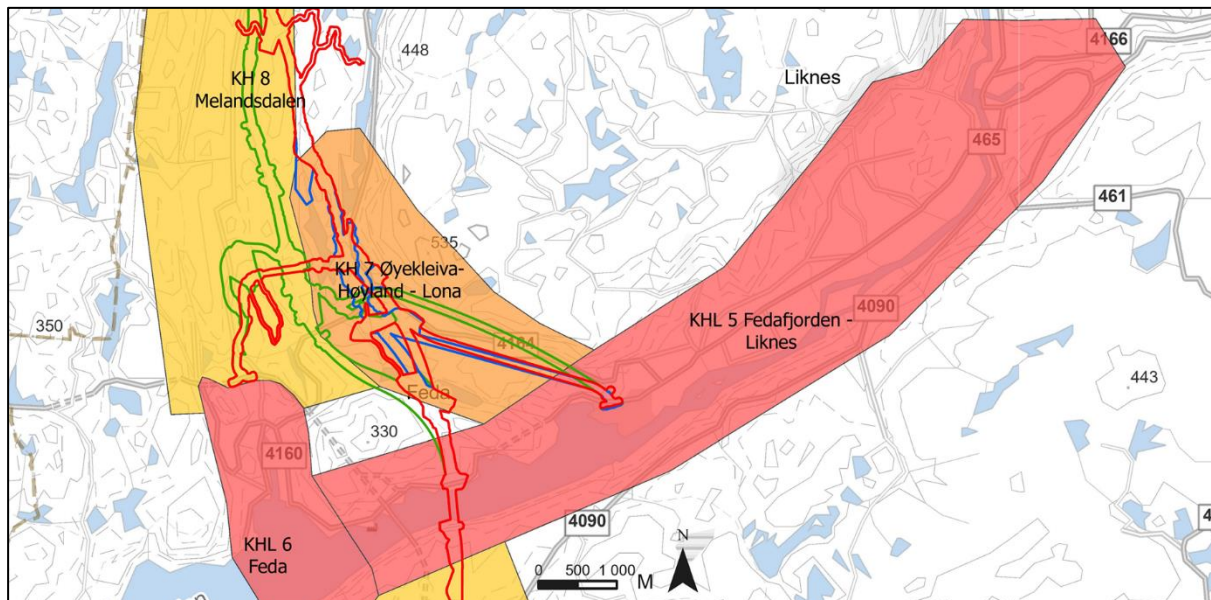 448
4166
KH 8
Melandsdalen
Liknes
465
461
535
KH 7 Øyekleiva-
Høyland - Lona
350
4164
KHL 5 Fedafjorden -
Liknes
4090
Feda
443
330
4160
KHL 6
Feda
4090
N
0 500 1 000 M